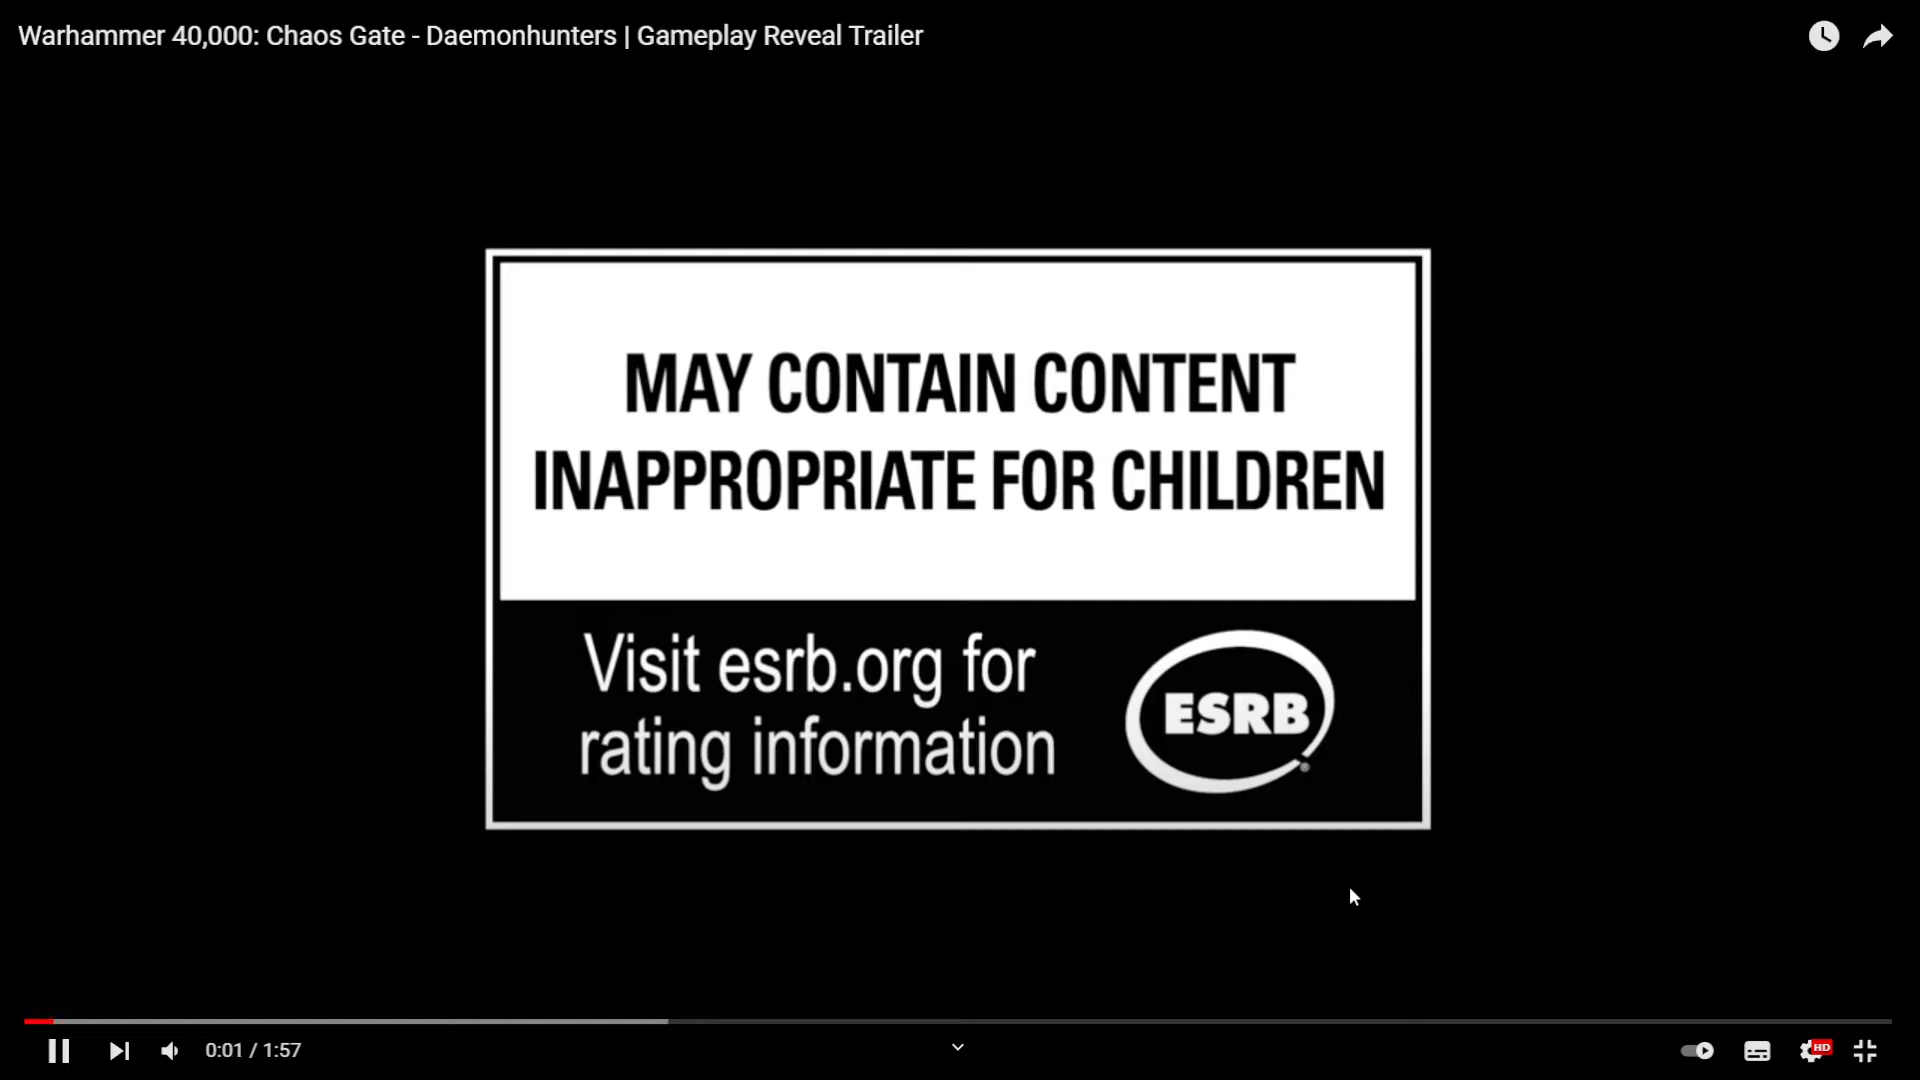 Warhammer 40,000: Chaos Gate - Daemonhunters | Gameplay Reveal Trailer
MAY CONTAIN CONTENT
INAPPROPRIATE FOR CHILDREN
Visit esrb.org for
rating information
ESRB
0:01 / 1:57
HD